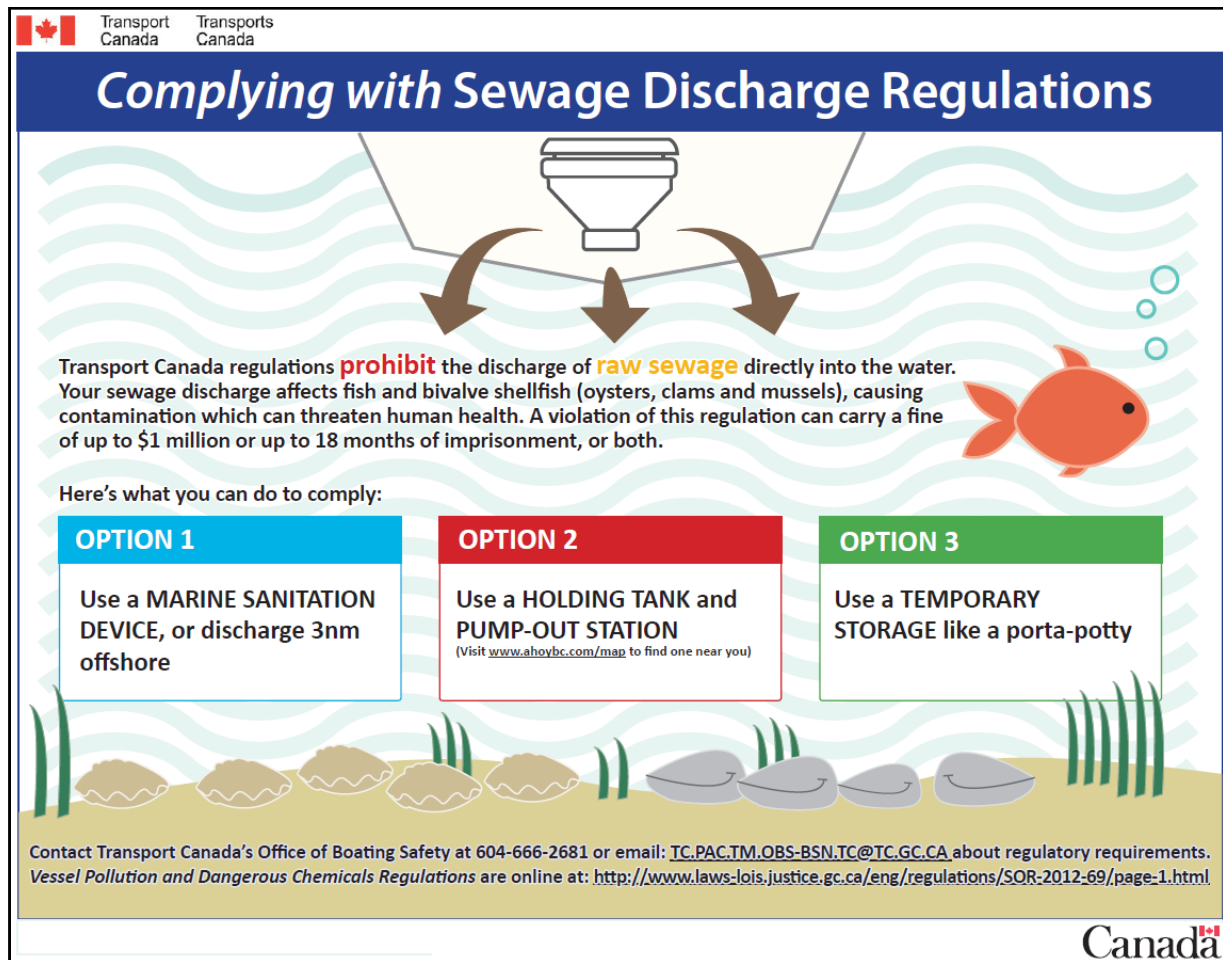 Transport Canada
Transports Canada
Complying with Sewage Discharge Regulations
Transport Canada regulations prohibit the discharge of raw sewage directly into the water.
Your sewage discharge affects fish and bivalve shellfish (oysters, clams and mussels), causing
contamination which can threaten human health. A violation of this regulation can carry a fine
of up to $1 million or up to 18 months of imprisonment, or both.
Here's what you can do to comply:
OPTION 1
Use a MARINE SANITATION
DEVICE, or discharge 3nm
offshore
OPTION 2
Use a HOLDING TANK and
PUMP-OUT STATION
(Visit www.ahoybc.com/map to find one near you)
OPTION 3
Use a TEMPORARY
STORAGE like a porta-potty
Contact Transport Canada's Office of Boating Safety at 604-666-2681 or email: TC.PAC.TM.OBS-BSN.TC@TC.GC.CA about regulatory requirements.
Vessel Pollution and Dangerous Chemicals Regulations are online at: http://www.laws-lois.justice.gc.ca/eng/regulations/SOR-2012-69/page-1.html
Canada